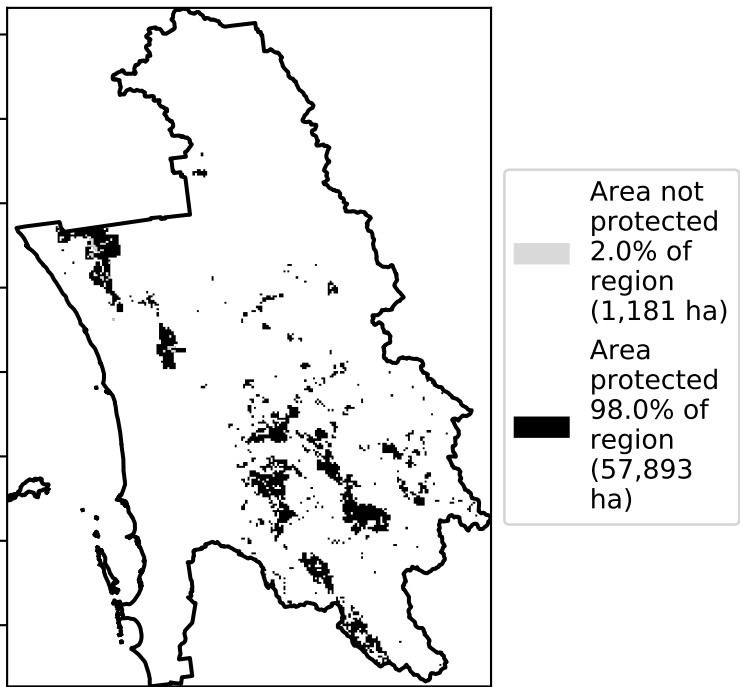 Area not
protected
2.0% of
region
(1,181 ha)
Area
protected
98.0% of
region
(57,893
ha)